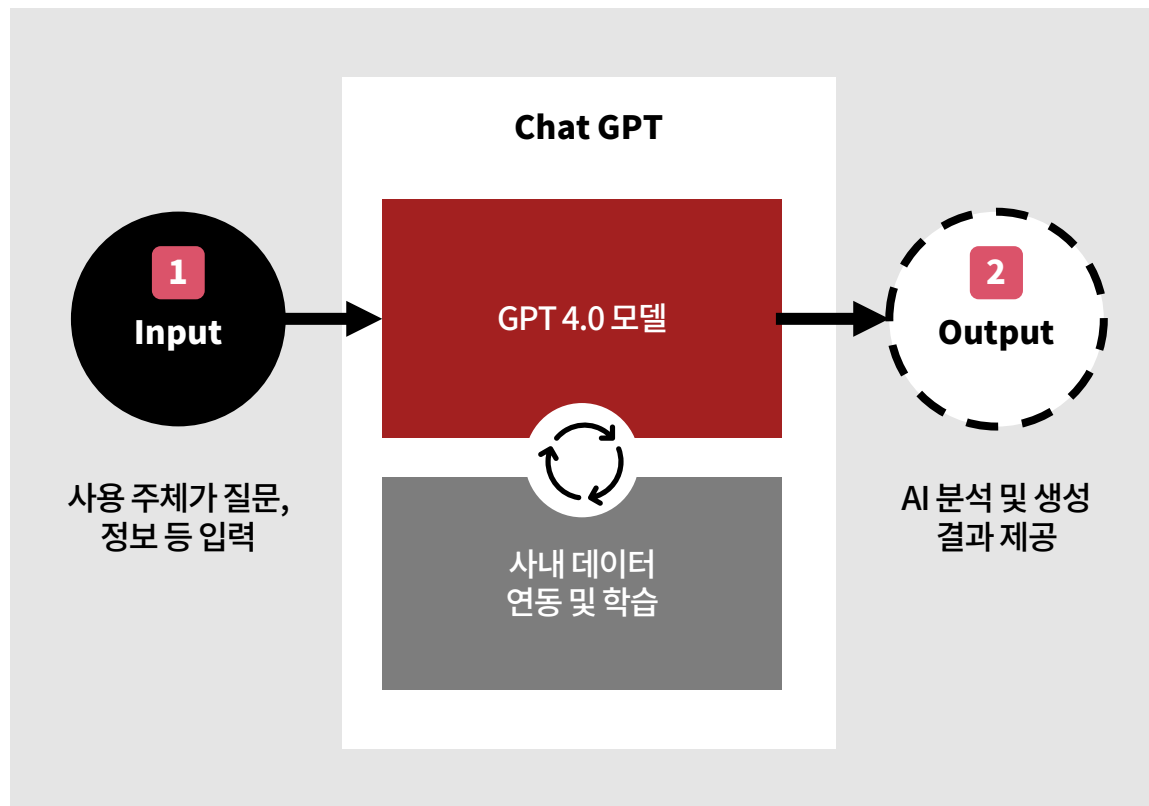 Chat GPT
1
Input
사용 주체가 질문,
정보 등 입력
GPT 4.0 모델
사내 데이터
연동 및 학습
2
Output
AI 분석 및 생성
결과 제공